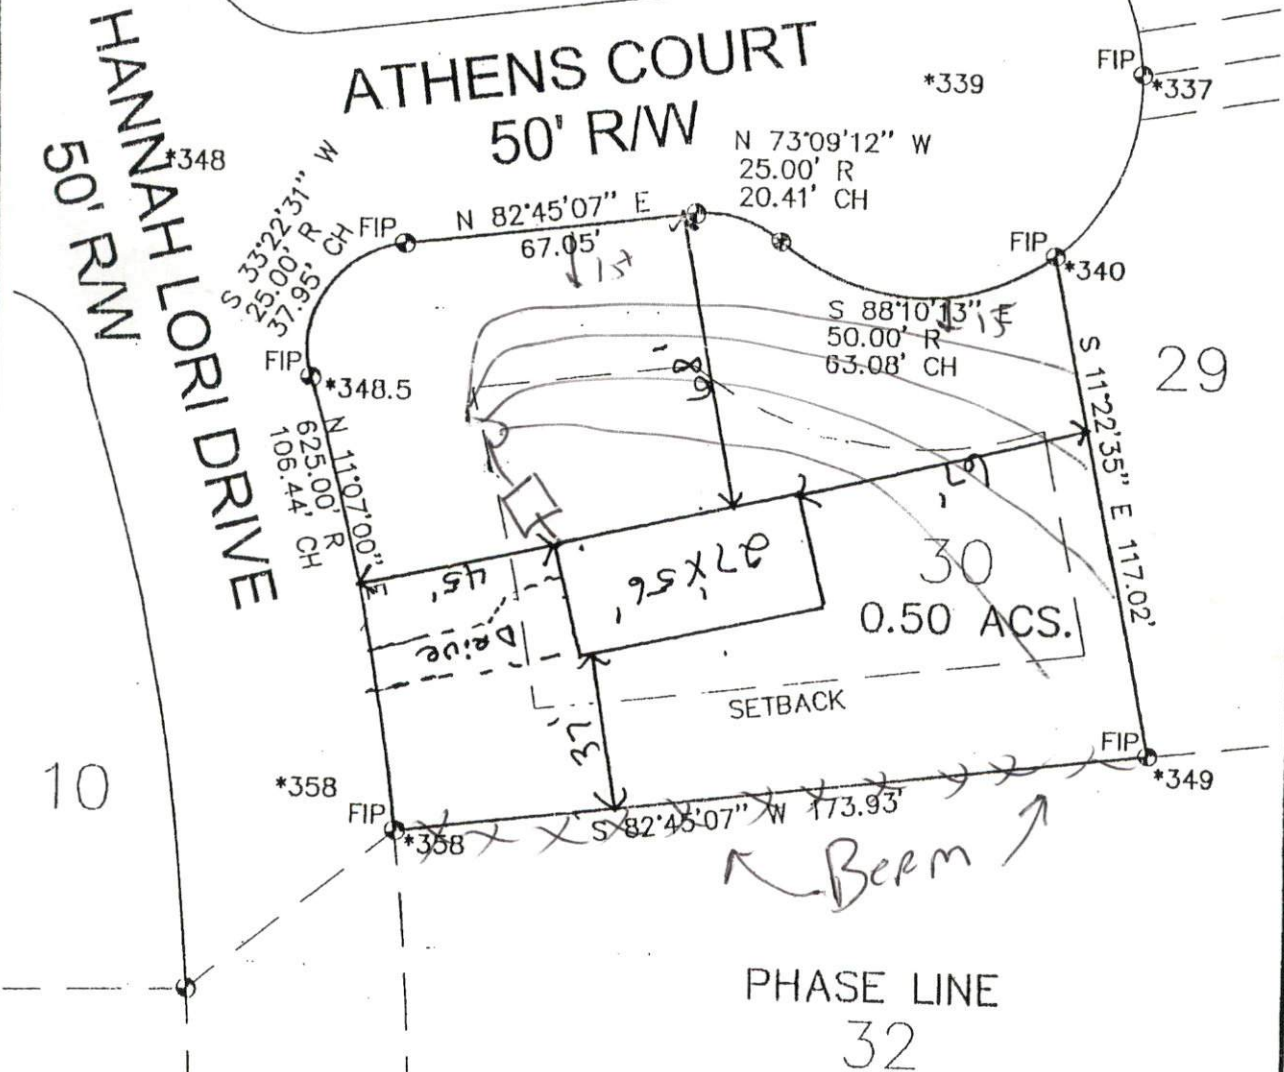 HANNAH LORI DRIVE
50' R/W
ATHENS COURT
50' R/W
*348
*339
FIP
*337
N 73°09'12" W
25.00' R
20.41' CH
S 33°22'31" W
25.00' R
37.95' CH
FIP
N 82°45'07" E
67.05'
FIP
*340
S 88°10'13" E
50.00' R
63.08' CH
FIP
*348.5
N 11°07'00"
625.00' R
106.44' CH
S 11°22'35" E 117.02'
29
67'
45'
27' X 56'
Drive
30
0.50 ACS.
37'
SETBACK
10
*358
FIP
*358
S 82°45'07" W 173.93'
FIP
*349
Berm
PHASE LINE
32